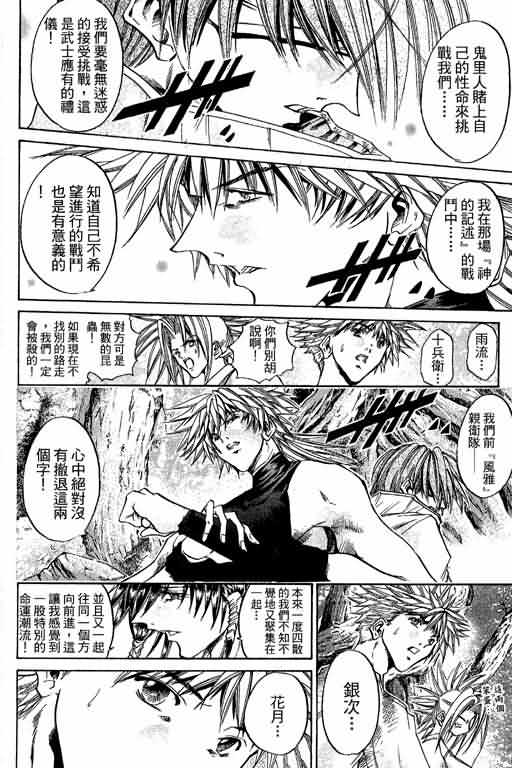 鬼里人賭上自
己的性命來挑
戰我們……
我們要毫無迷惑
的接受挑戰，這
是武士應有的禮
儀！
我在那場『神
的記述』的戰
鬥中……
知道自己不希
望進行的戰鬥
也是有意義的
！
雨流…
十兵衛…
你們別胡
說啊！
對方可是
無數的昆
蟲！
如果現在不
找別的路走
，我們一定
會被殺的！
我們前『風雅』
親衛隊——
心中絕對沒
有撤退這兩
個字！
本來一度四散
的我們不知不
覺地又聚集在
一起…
並且又一起
往同一個方
向前進，這
讓我感覺到
一股特別的
命運潮流！
這兩個
笨蛋…
銀次…
花月…